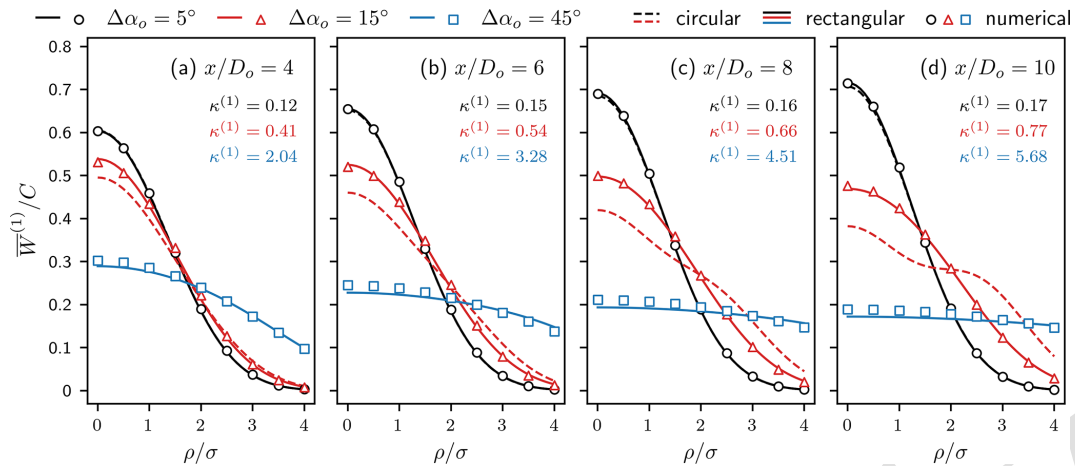 Δα_o = 5° Δα_o = 15° Δα_o = 45° circular rectangular numerical
(a) x/D_o = 4
κ^(1) = 0.12
κ^(1) = 0.41
κ^(1) = 2.04
(b) x/D_o = 6
κ^(1) = 0.15
κ^(1) = 0.54
κ^(1) = 3.28
(c) x/D_o = 8
κ^(1) = 0.16
κ^(1) = 0.66
κ^(1) = 4.51
(d) x/D_o = 10
κ^(1) = 0.17
κ^(1) = 0.77
κ^(1) = 5.68
0.8
0.7
0.6
0.5
0.4
0.3
0.2
0.1
0
W̅^(1)/C
0 1 2 3 4 0 1 2 3 4 0 1 2 3 4 0 1 2 3 4
ρ/σ ρ/σ ρ/σ ρ/σ